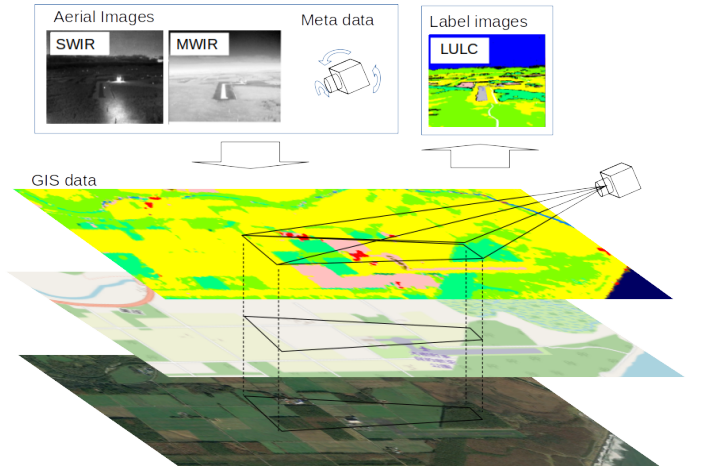 Aerial Images
Meta data
Label images
SWIR
MWIR
LULC
GIS data